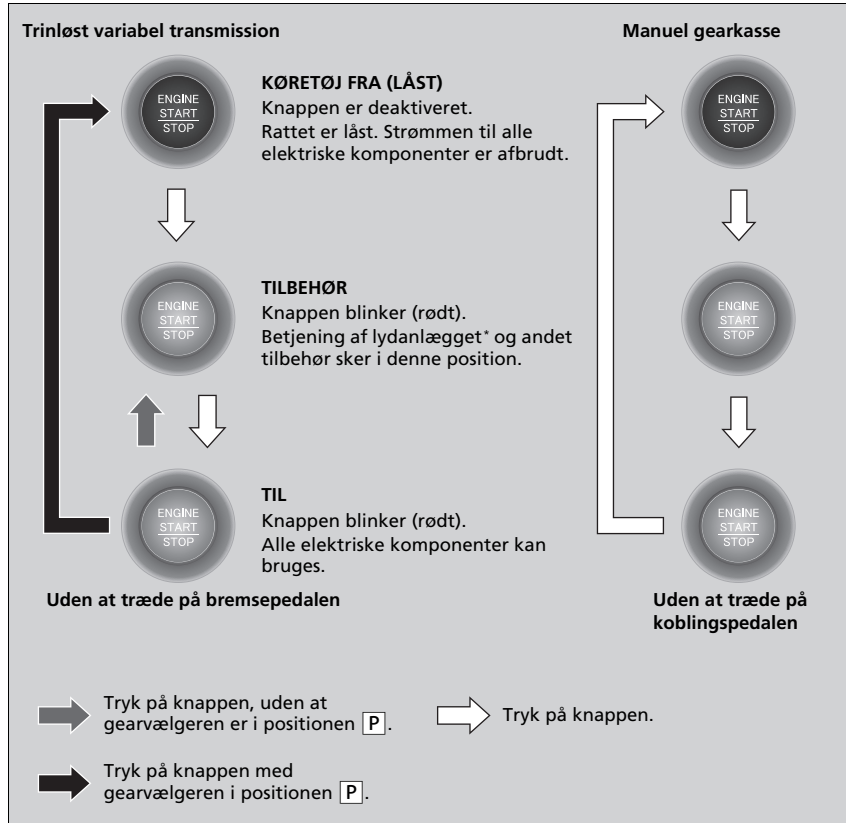 Trinløst variabel transmission
Manuel gearkasse
ENGINE
START
STOP
KØRETØJ FRA (LÅST)
Knappen er deaktiveret.
Rattet er låst. Strømmen til alle
elektriske komponenter er afbrudt.
ENGINE
START
STOP
ENGINE
START
STOP
TILBEHØR
Knappen blinker (rødt).
Betjening af lydanlægget* og andet
tilbehør sker i denne position.
ENGINE
START
STOP
ENGINE
START
STOP
TIL
Knappen blinker (rødt).
Alle elektriske komponenter kan
bruges.
ENGINE
START
STOP
Uden at træde på bremsepedalen
Uden at træde på
koblingspedalen
Tryk på knappen, uden at
gearvælgeren er i positionen P.
Tryk på knappen.
Tryk på knappen med
gearvælgeren i positionen P.